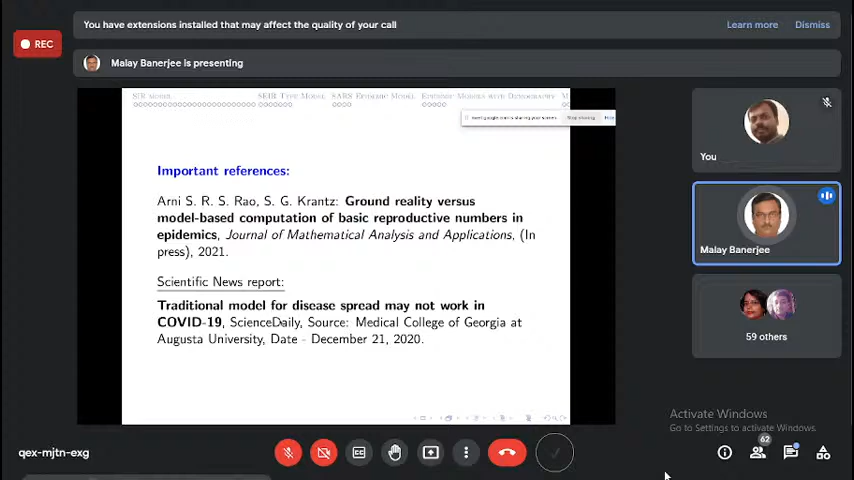 You have extensions installed that may affect the quality of your call
Learn more
Dismiss
REC
Malay Banerjee is presenting
SIR MODEL
SEIR TYPE MODEL
SARS EPIDEMIC MODEL
EPIDEMIC MODELS WITH DEMOGRAPHY
Stop sharing
Hide
Important references:
Arni S. R. S. Rao, S. G. Krantz: Ground reality versus
model-based computation of basic reproductive numbers in
epidemics, Journal of Mathematical Analysis and Applications, (In
press), 2021.
Scientific News report:
Traditional model for disease spread may not work in
COVID-19, ScienceDaily, Source: Medical College of Georgia at
Augusta University, Date - December 21, 2020.
You
Malay Banerjee
59 others
Activate Windows
Go to Settings to activate Windows.
qex-mjtn-exg
62